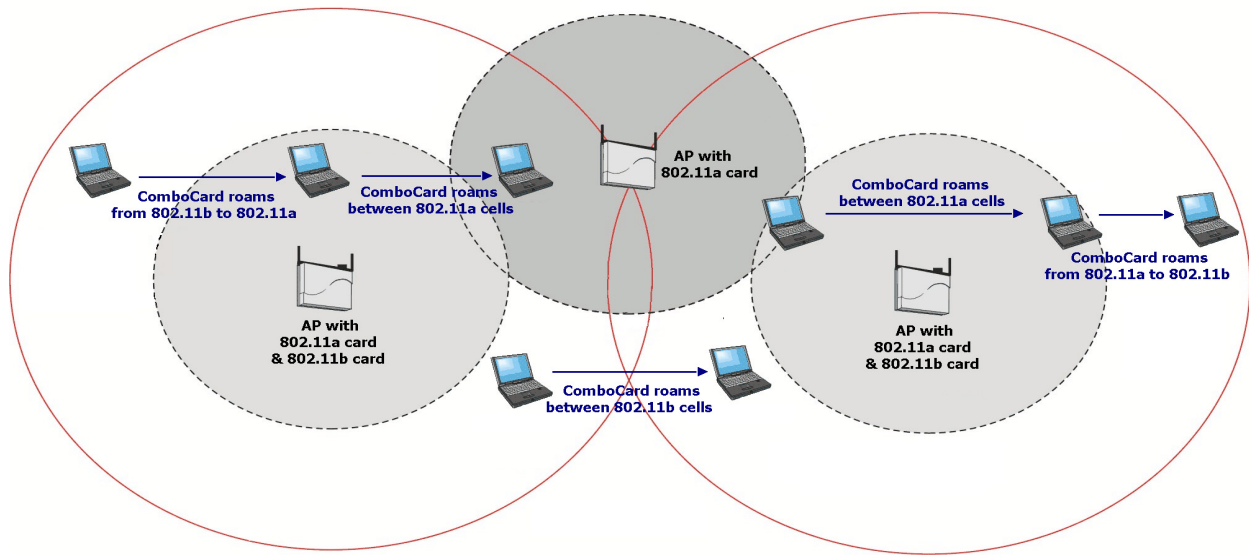 AP with
802.11a card
ComboCard roams
from 802.11b to 802.11a
ComboCard roams
between 802.11a cells
ComboCard roams
between 802.11a cells
ComboCard roams
from 802.11a to 802.11b
AP with
802.11a card
& 802.11b card
AP with
802.11a card
& 802.11b card
ComboCard roams
between 802.11b cells